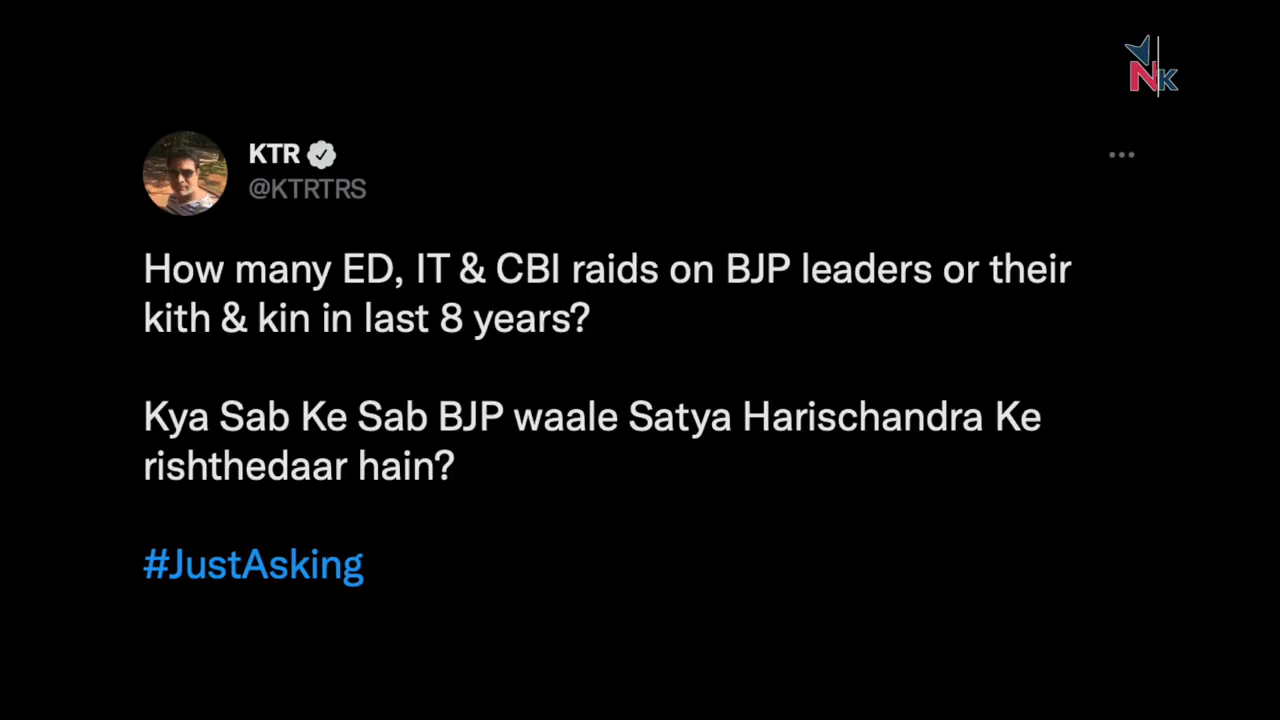 NK
KTR
@KTRTRS
How many ED, IT & CBI raids on BJP leaders or their
kith & kin in last 8 years?
Kya Sab Ke Sab BJP waale Satya Harischandra Ke
rishthedaar hain?
#JustAsking